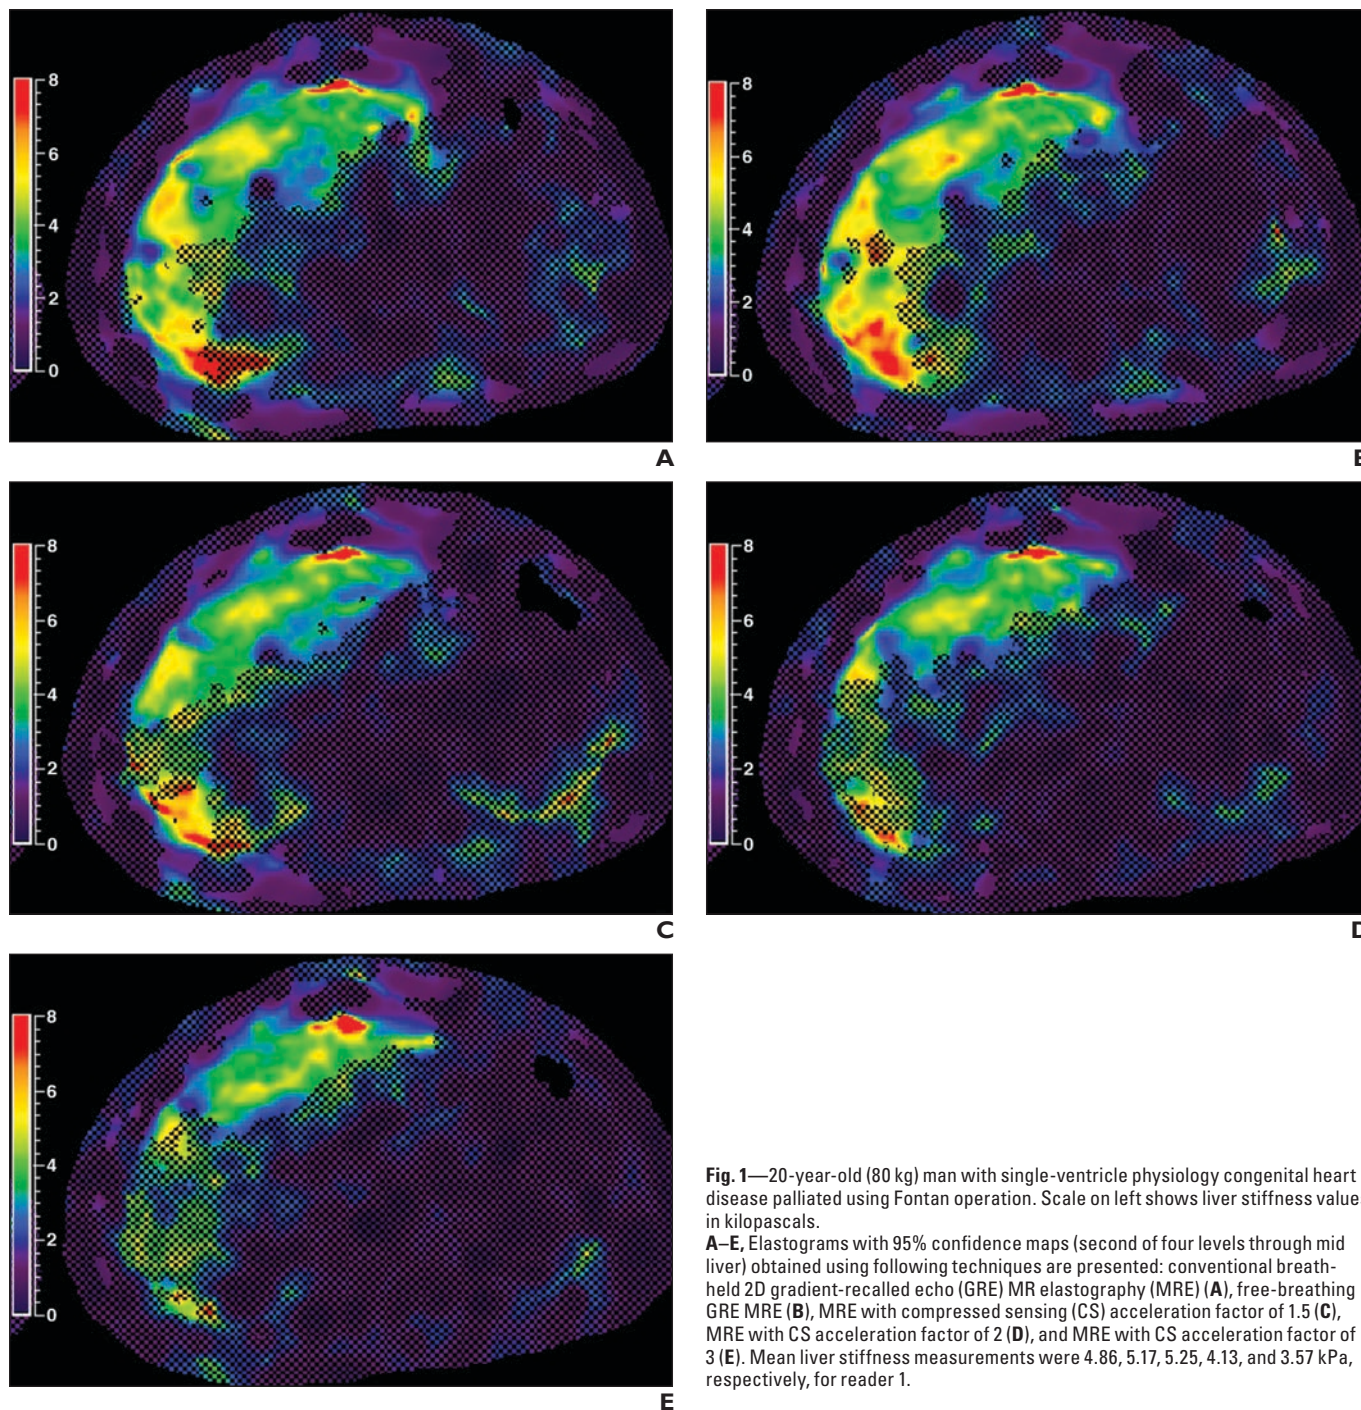 8
6
4
2
0
A
8
6
4
2
0
8
6
4
2
0
C
8
6
4
2
0
D
8
6
4
2
0
E
Fig. 1—20-year-old (80 kg) man with single-ventricle physiology congenital heart
disease palliated using Fontan operation. Scale on left shows liver stiffness value
in kilopascals.
A–E, Elastograms with 95% confidence maps (second of four levels through mid
liver) obtained using following techniques are presented: conventional breath-
held 2D gradient-recalled echo (GRE) MR elastography (MRE) (A), free-breathing
GRE MRE (B), MRE with compressed sensing (CS) acceleration factor of 1.5 (C),
MRE with CS acceleration factor of 2 (D), and MRE with CS acceleration factor of
3 (E). Mean liver stiffness measurements were 4.86, 5.17, 5.25, 4.13, and 3.57 kPa,
respectively, for reader 1.